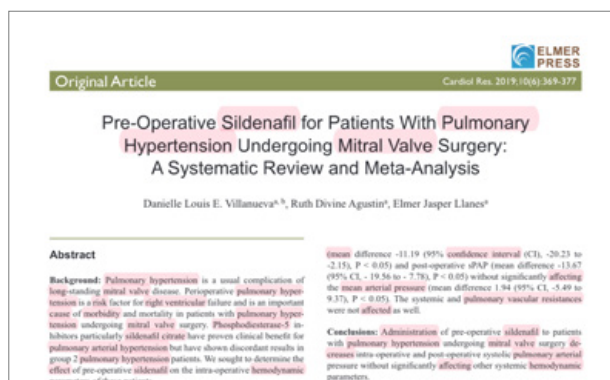 ELMER
PRESS
Original Article
Cardiol Res. 2019;10(6):369-377
Pre-Operative Sildenafil for Patients With Pulmonary
Hypertension Undergoing Mitral Valve Surgery:
A Systematic Review and Meta-Analysis
Danielle Louis E. Villanuevaa, b, Ruth Divine Agustina, Elmer Jasper Llanesa
Abstract
Background: Pulmonary hypertension is a usual complication of
long-standing mitral valve disease. Perioperative pulmonary hyper-
tension is a risk factor for right ventricular failure and is an important
cause of morbidity and mortality in patients with pulmonary hyper-
tension undergoing mitral valve surgery. Phosphodiesterase-5 in-
hibitors particularly sildenafil citrate have proven clinical benefit for
pulmonary arterial hypertension but have shown discordant results in
group 2 pulmonary hypertension patients. We sought to determine the
effect of pre-operative sildenafil on the intra-operative hemodynamic
(mean difference -11.19 (95% confidence interval (CI), -20.23 to
-2.15), P < 0.05) and post-operative sPAP (mean difference -13.67
(95% CI, - 19.56 to - 7.78), P < 0.05) without significantly affecting
the mean arterial pressure (mean difference 1.94 (95% CI, -5.49 to
9.37), P < 0.05). The systemic and pulmonary vascular resistances
were not affected as well.
Conclusions: Administration of pre-operative sildenafil to patients
with pulmonary hypertension undergoing mitral valve surgery de-
creases intra-operative and post-operative systolic pulmonary arterial
pressure without significantly affecting other systemic hemodynamic
parameters.